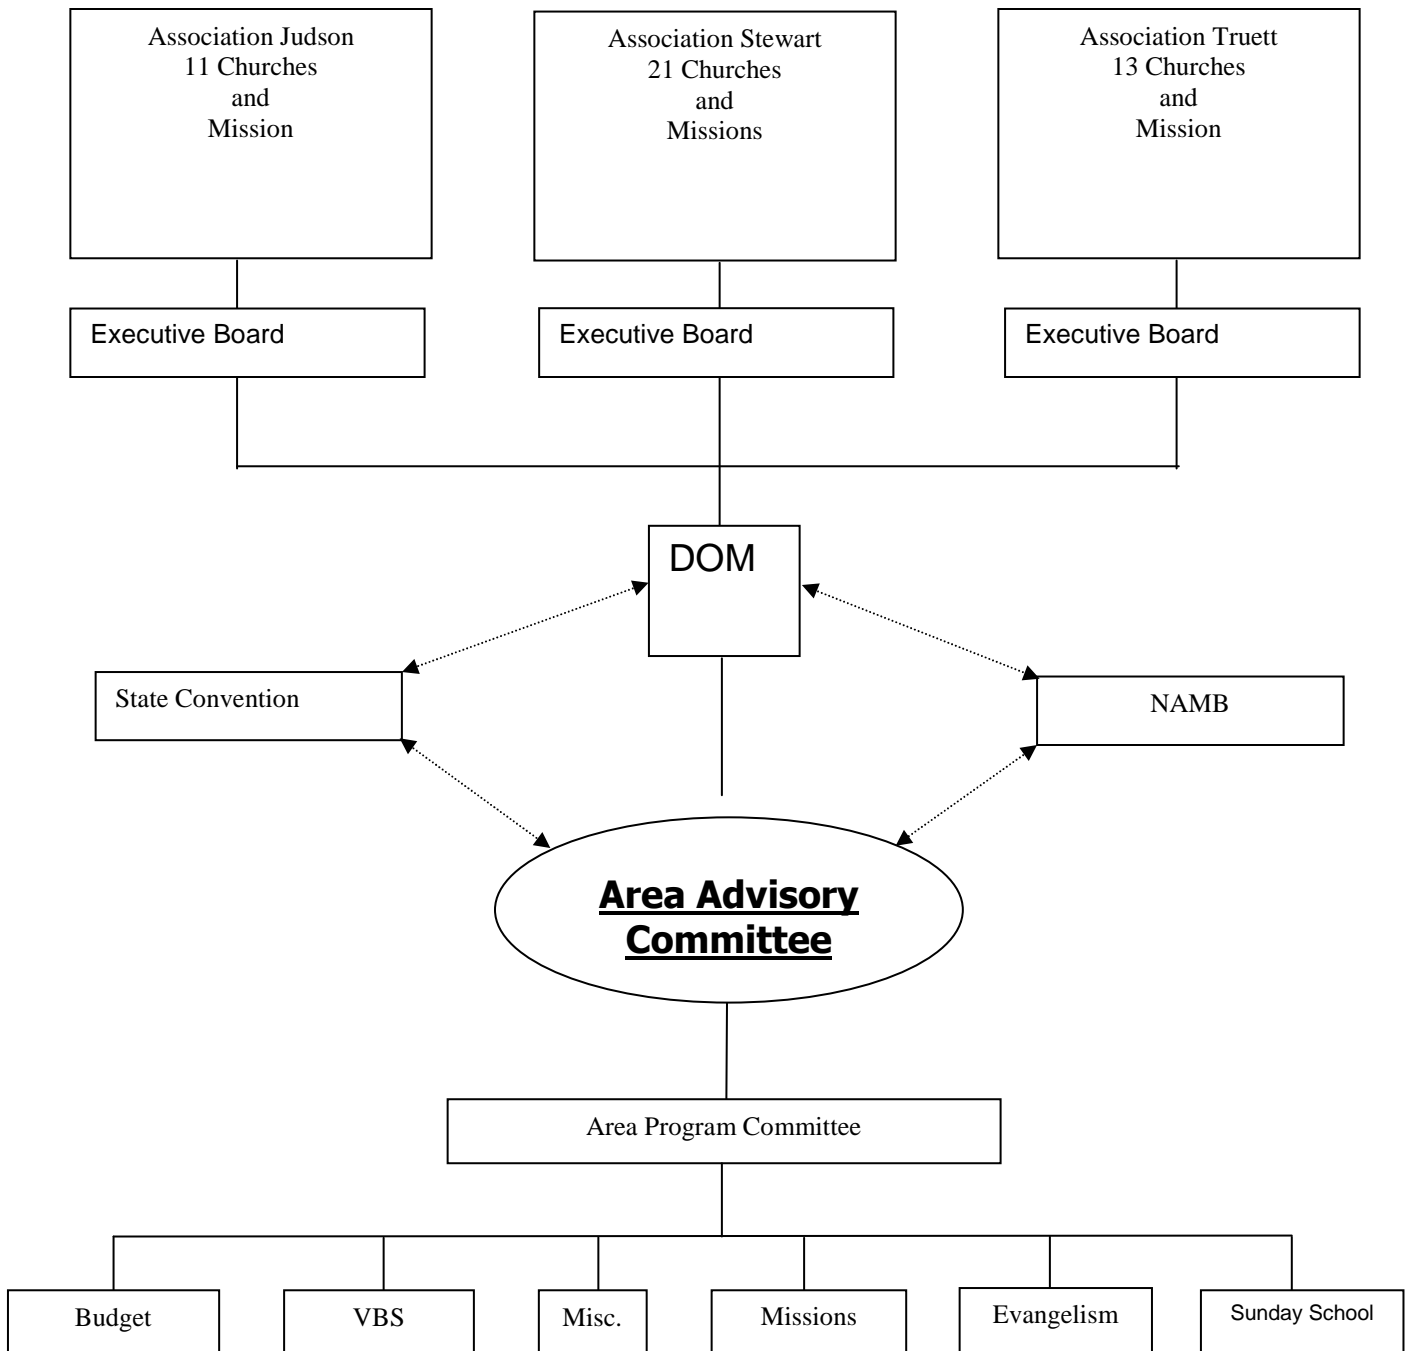 Association Judson
11 Churches
and
Mission
Association Stewart
21 Churches
and
Missions
Association Truett
13 Churches
and
Mission
Executive Board
Executive Board
Executive Board
DOM
State Convention
NAMB
Area Advisory
Committee
Area Program Committee
Budget
VBS
Misc.
Missions
Evangelism
Sunday School